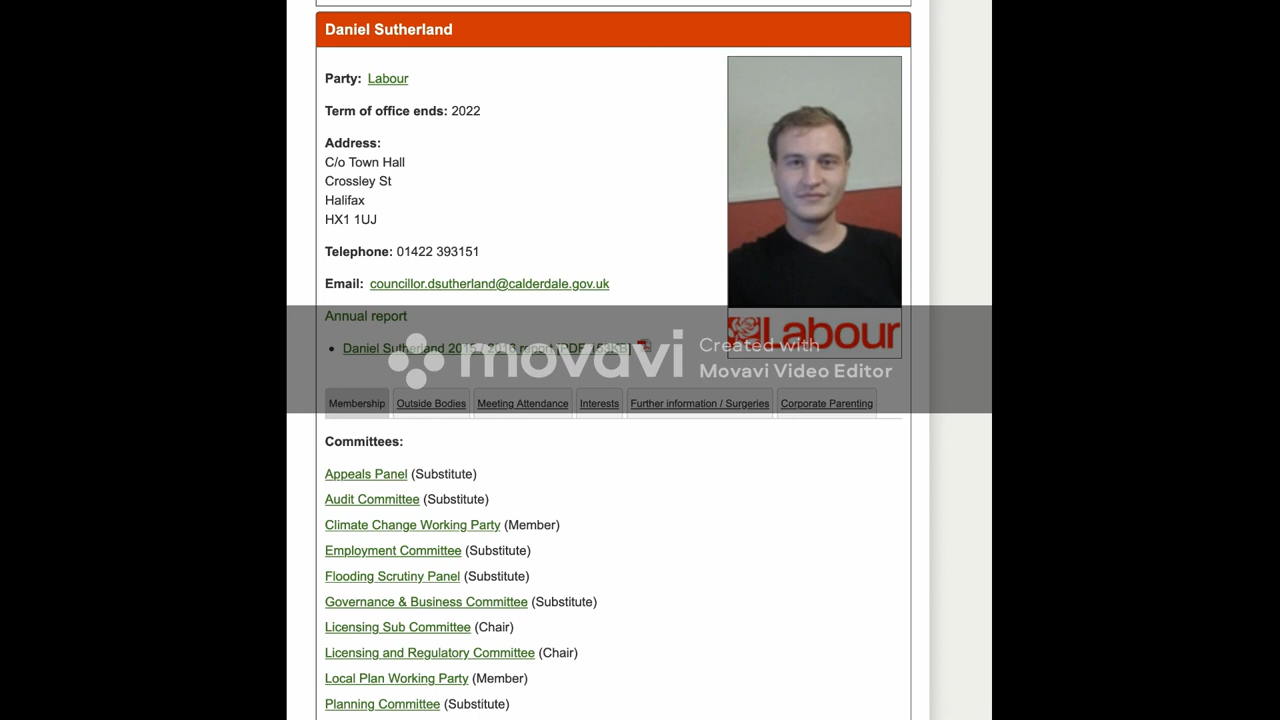 Daniel Sutherland
Party: Labour
Term of office ends: 2022
Address:
C/o Town Hall
Crossley St
Halifax
HX1 1UJ
Telephone: 01422 393151
Email: councillor.dsutherland@calderdale.gov.uk
Labour
Annual report
Daniel Sutherland report
movavi
Created with
Movavi Video Editor
Membership Outside Bodies Meeting Attendance Interests Further information / Surgeries Corporate Parenting
Committees:
Appeals Panel (Substitute)
Audit Committee (Substitute)
Climate Change Working Party (Member)
Employment Committee (Substitute)
Flooding Scrutiny Panel (Substitute)
Governance & Business Committee (Substitute)
Licensing Sub Committee (Chair)
Licensing and Regulatory Committee (Chair)
Local Plan Working Party (Member)
Planning Committee (Substitute)